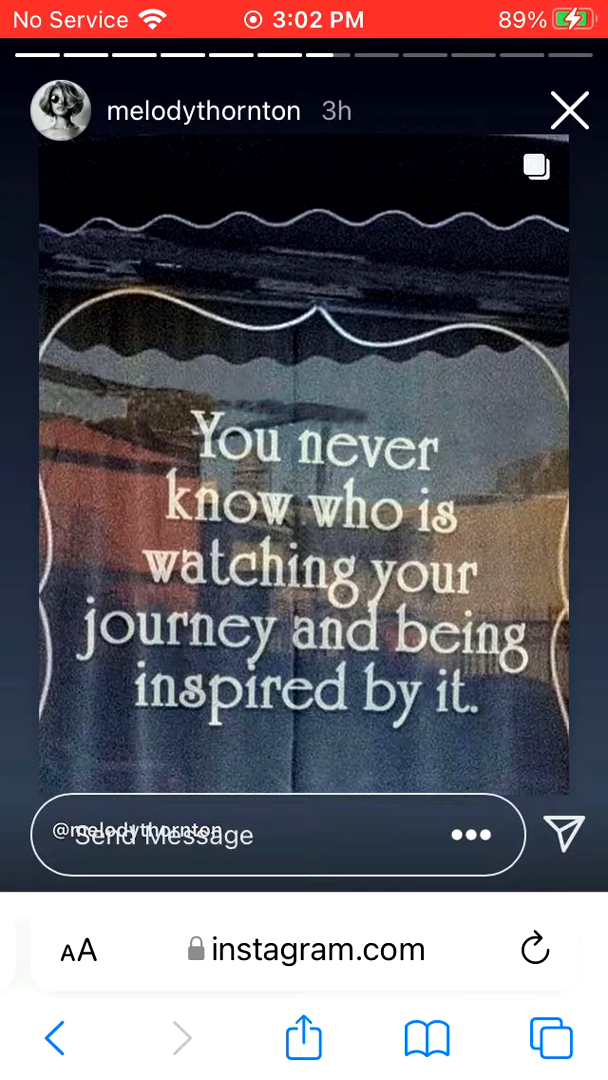 No Service 3:02 PM 89%
melodythornton 3h
You never
know who is
watching your
journey and being
inspired by it.
@melodythornton
Send Message
AA instagram.com